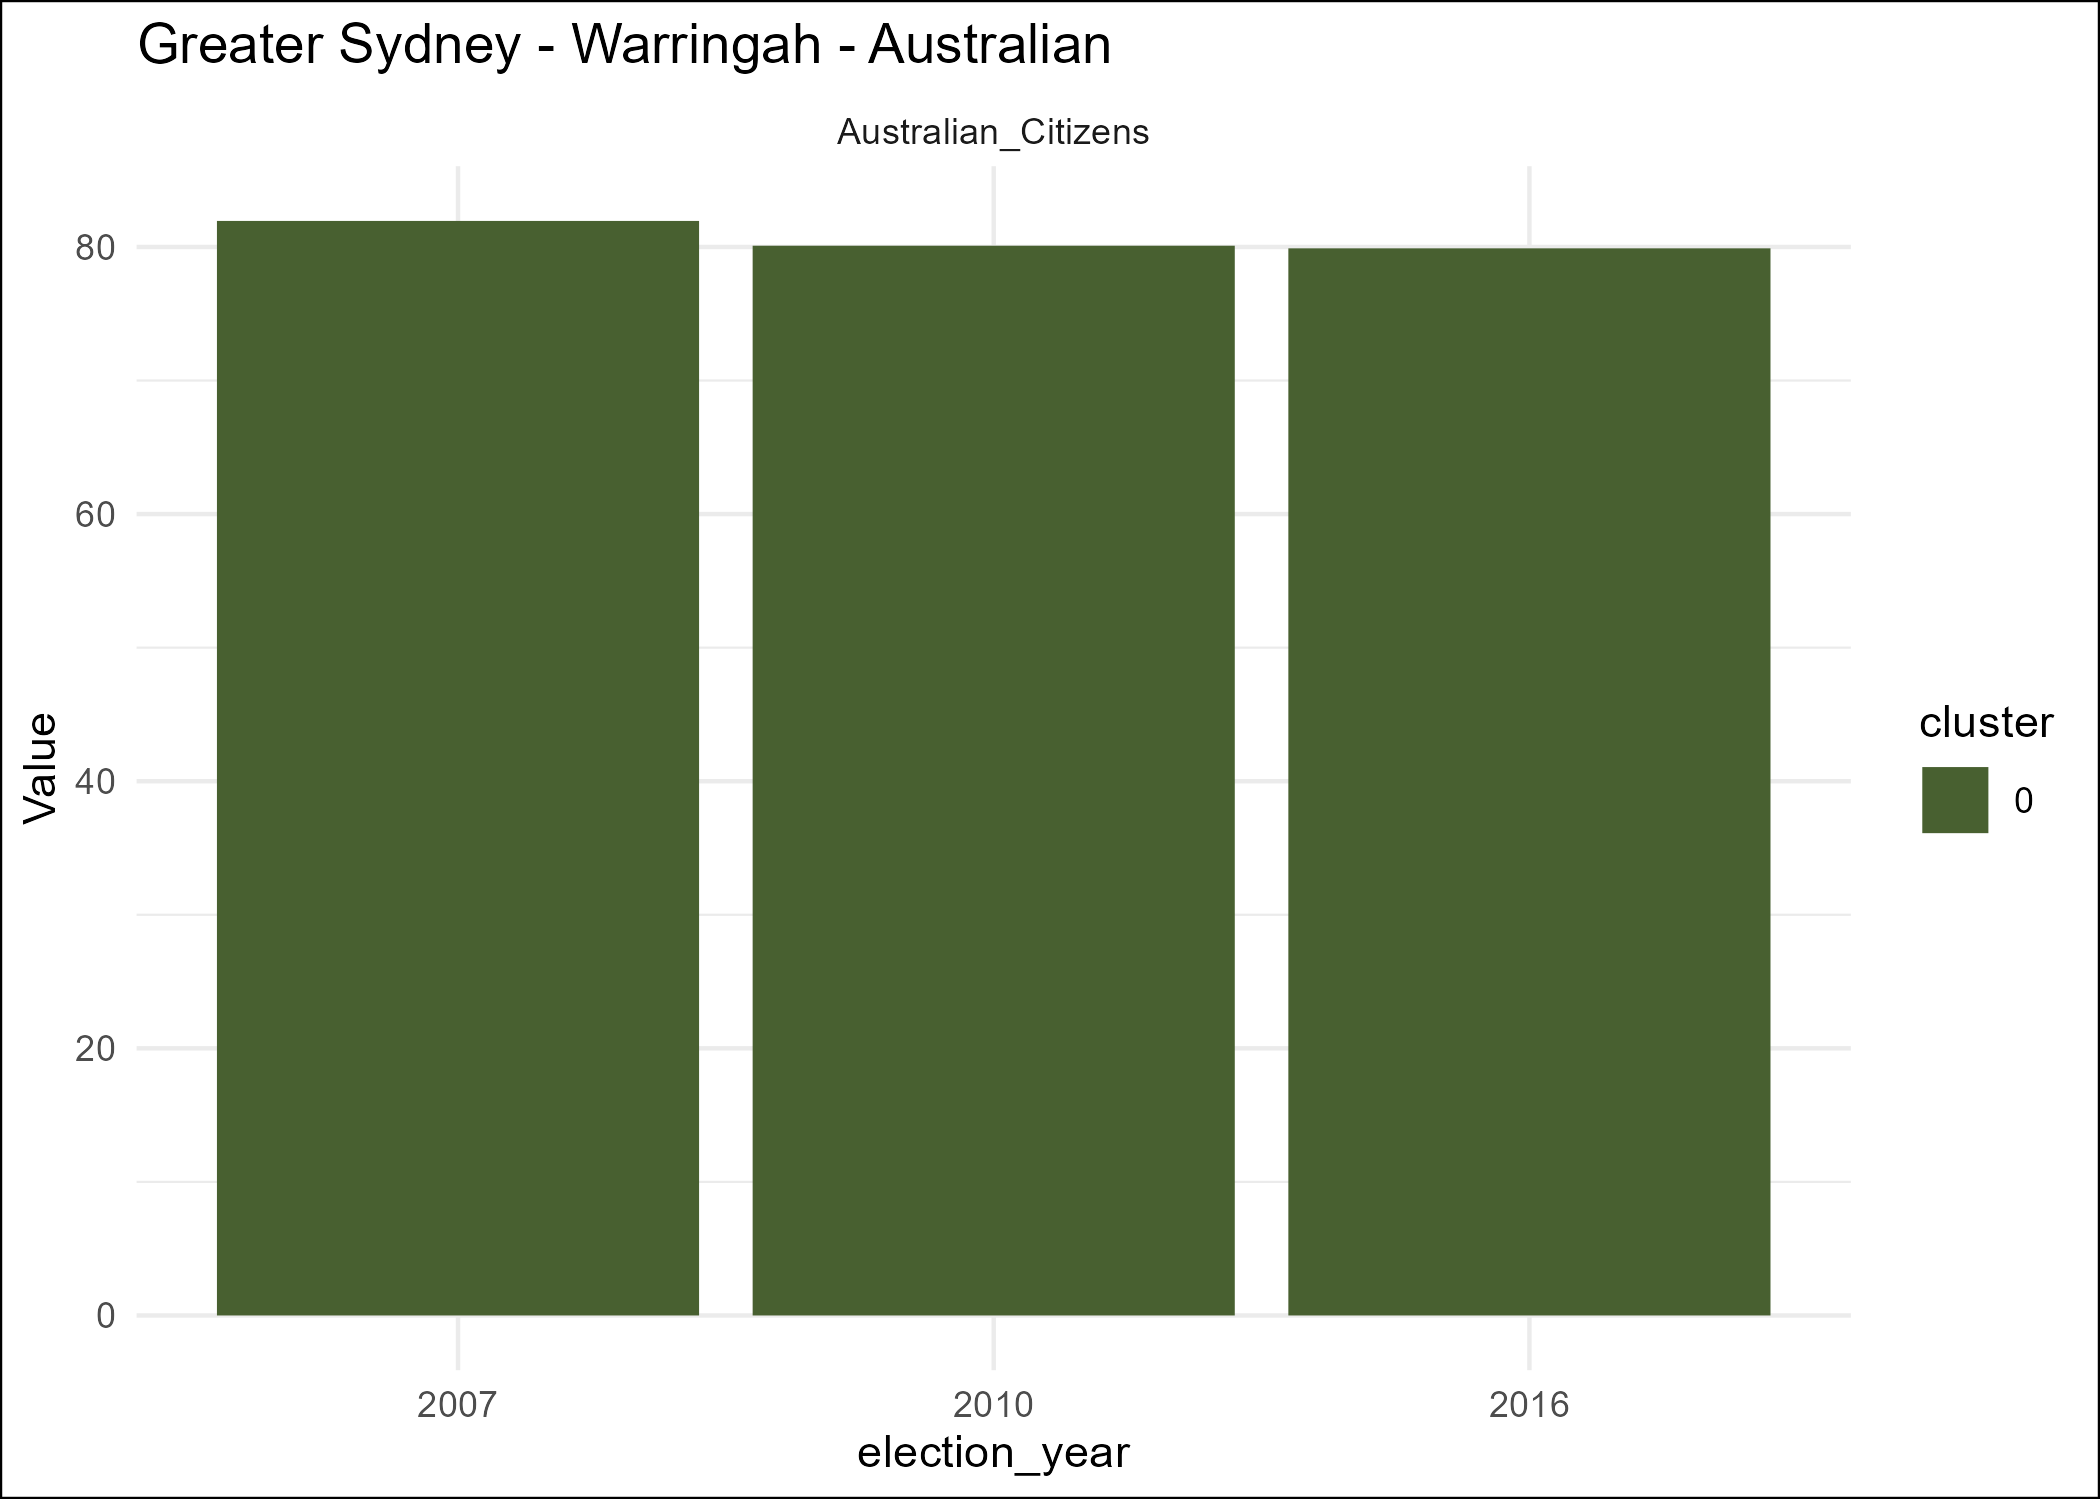 Greater Sydney - Warringah - Australian
Australian_Citizens
80
60
40
20
0
Value
2007 2010 2016
election_year
cluster
0